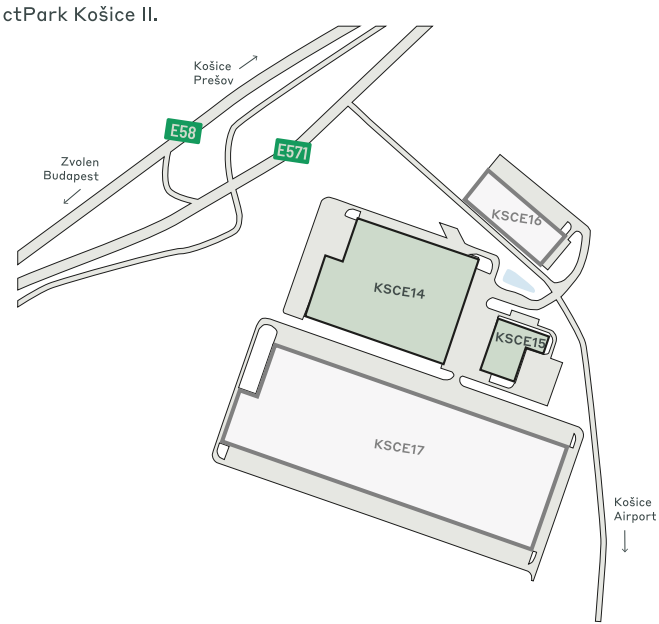 ctPark Košice II.
Košice
Prešov
E58
E571
Zvolen
Budapest
KSCE16
KSCE14
KSCE15
KSCE17
Košice
Airport